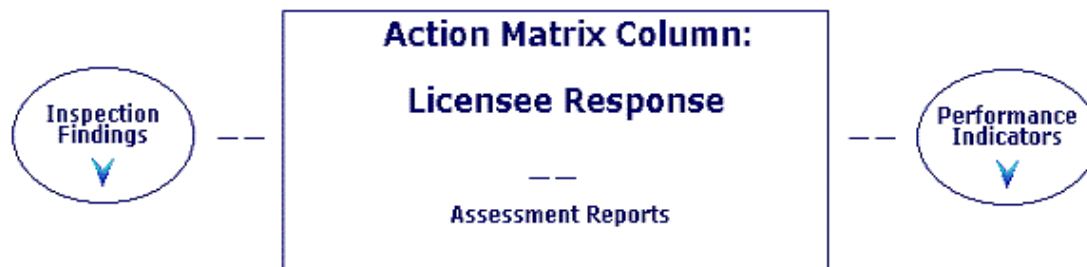 Action Matrix Column:
Licensee Response
Inspection
Findings
Performance
Indicators
Assessment Reports